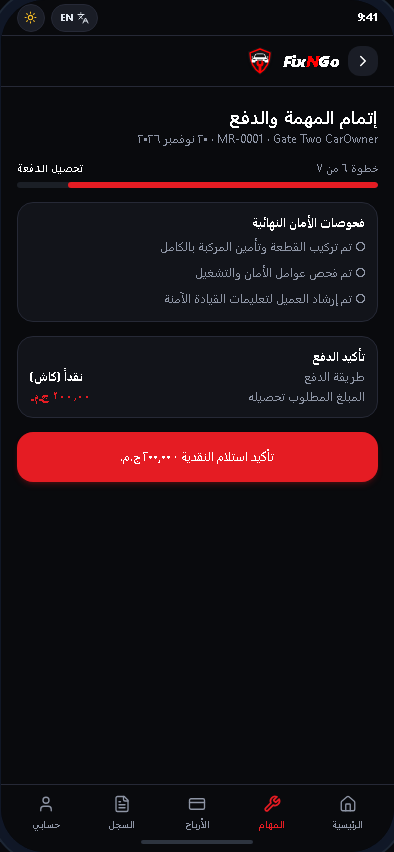 9:41
EN
FixNGo
إتمام المهمة والدفع
MR-0001 · Gate Two CarOwner · ٢٠ نوفمبر ٢٠٢٦
خطوة ٦ من ٧
تحصيل الدفعة
فحوصات الأمان النهائية
تم تركيب القطعة وتأمين المركبة بالكامل
تم فحص عوامل الأمان والتشغيل
تم إرشاد العميل لتعليمات القيادة الآمنة
تأكيد الدفع
طريقة الدفع
نقداً (كاش)
المبلغ المطلوب تحصيله
٢٠٠٫٠٠ ج.م.
تأكيد استلام النقدية · ٢٠٠٫٠٠ ج.م.
الرئيسية
المهام
الأرباح
السجل
حسابي